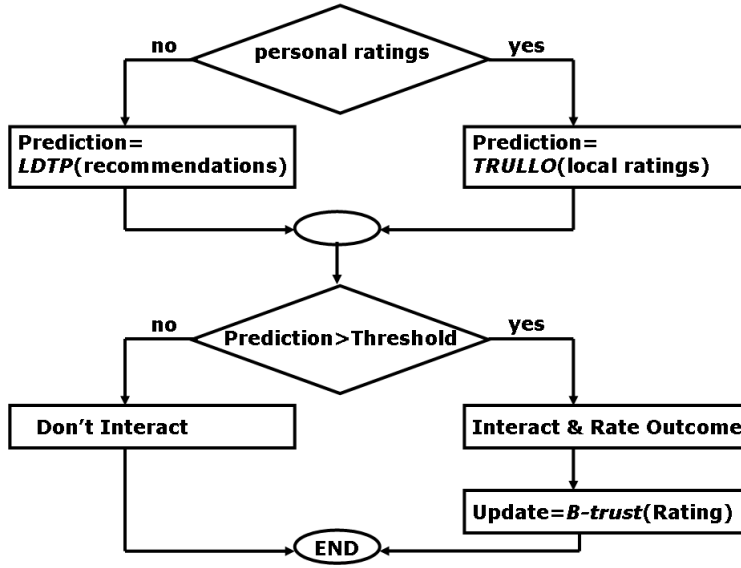 personal ratings
no
yes
Prediction=
LDTP(recommendations)
Prediction=
TRULLO(local ratings)
no
yes
Prediction>Threshold
Don't Interact
Interact & Rate Outcome
Update=B-trust(Rating)
END